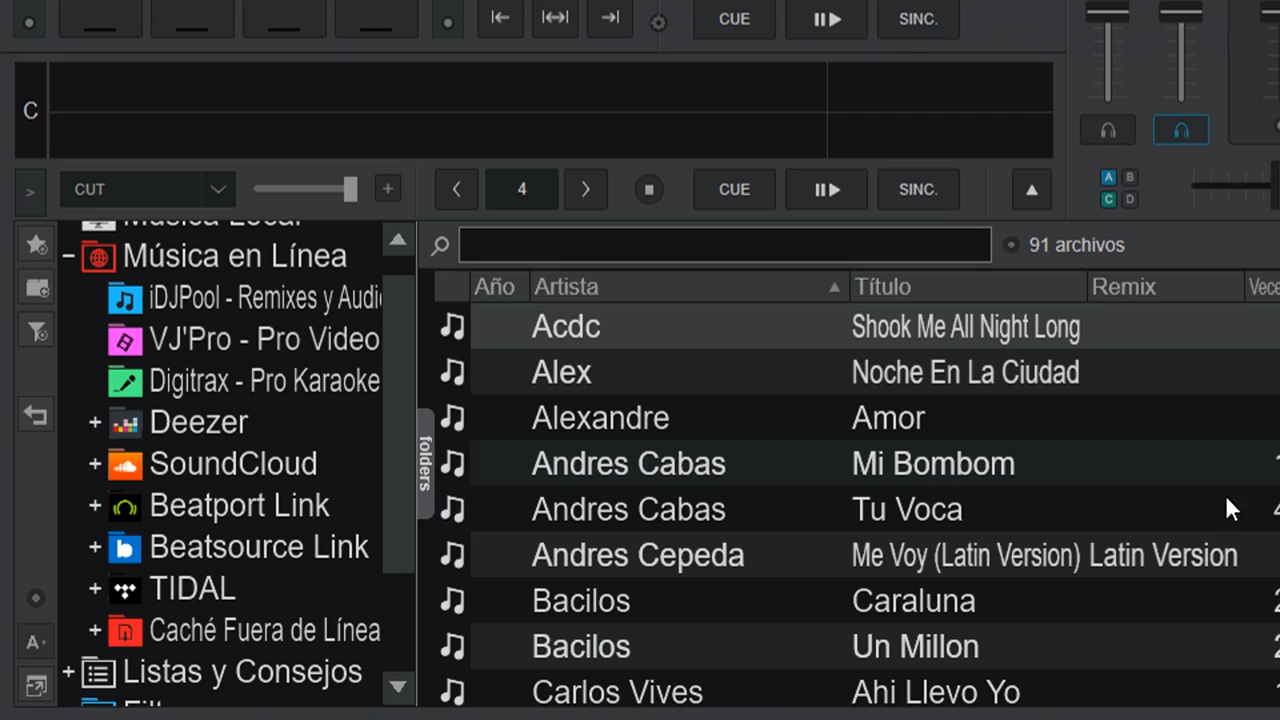 CUE
SINC.
C
>
CUT
4
CUE
SINC.
A B
C D
Música Local
Música en Línea
iDJPool - Remixes y Audi
VJ'Pro - Pro Video
Digitrax - Pro Karaoke
Deezer
SoundCloud
Beatport Link
Beatsource Link
TIDAL
Caché Fuera de Línea
Listas y Consejos
A
folders
91 archivos
Año Artista Título Remix Vece
Acdc Shook Me All Night Long
Alex Noche En La Ciudad
Alexandre Amor
Andres Cabas Mi Bombom
Andres Cabas Tu Voca
Andres Cepeda Me Voy (Latin Version) Latin Version
Bacilos Caraluna
Bacilos Un Millon
Carlos Vives Ahi Llevo Yo